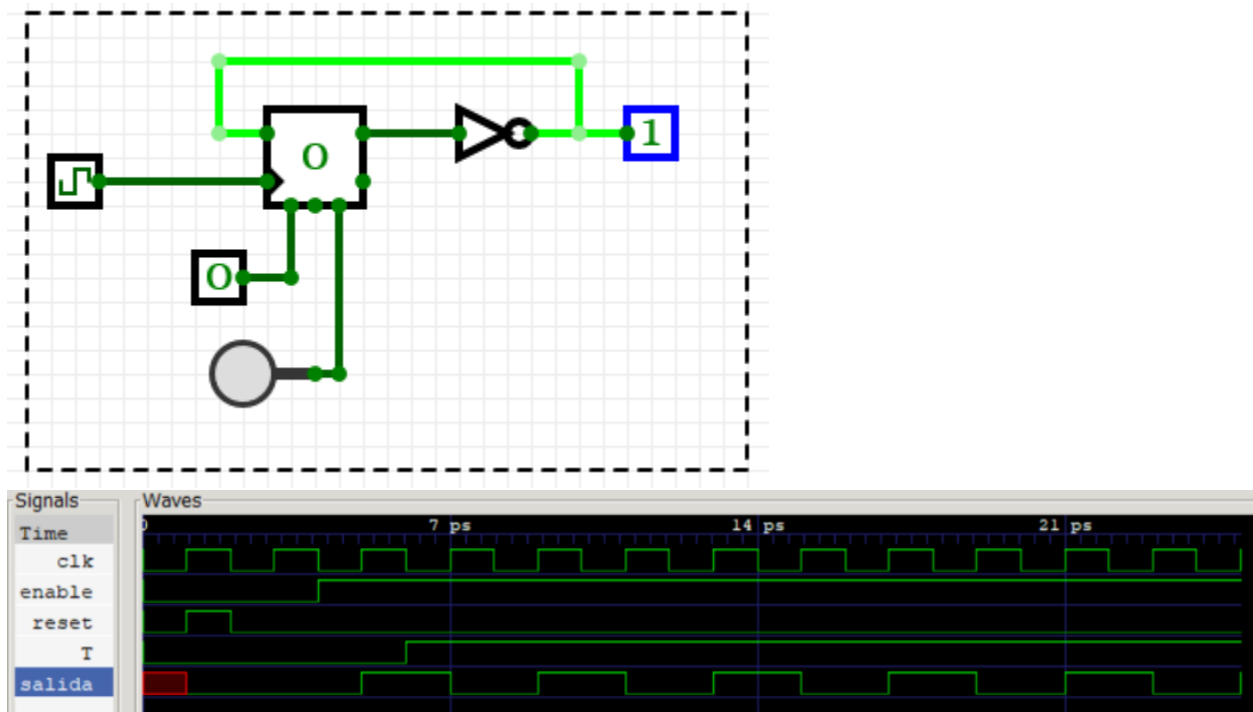 0
1
0
Signals
Waves
Time
0
7 ps
14 ps
21 ps
clk
enable
reset
T
salida